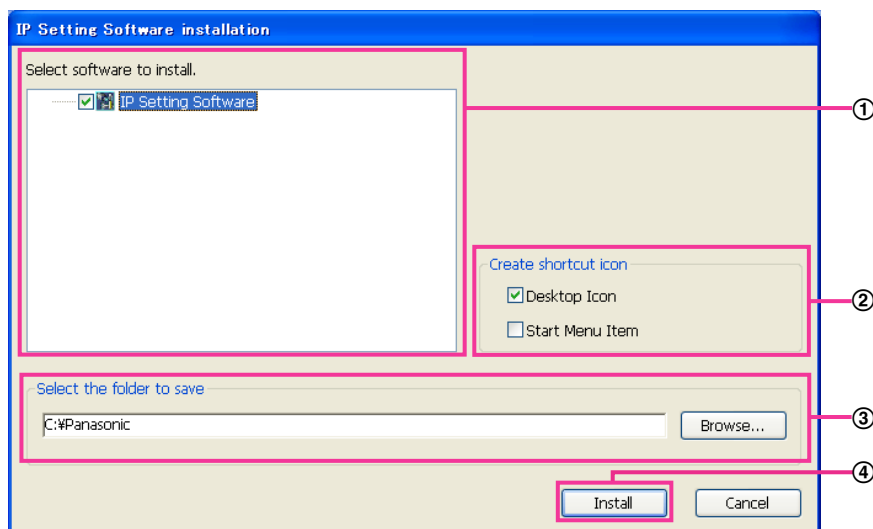 IP Setting Software installation
Select software to install.
IP Setting Software
①
Create shortcut icon
Desktop Icon
②
Start Menu Item
Select the folder to save
C:¥Panasonic
Browse...
③
④
Install
Cancel